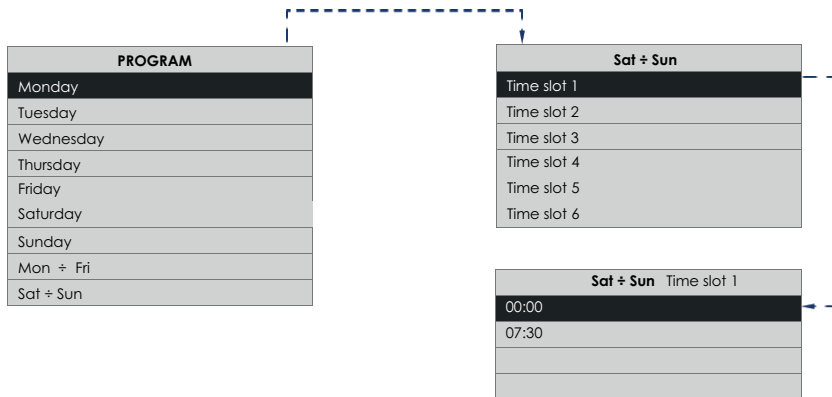 PROGRAM
Monday
Tuesday
Wednesday
Thursday
Friday
Saturday
Sunday
Mon ÷ Fri
Sat ÷ Sun
Sat ÷ Sun
Time slot 1
Time slot 2
Time slot 3
Time slot 4
Time slot 5
Time slot 6
Sat ÷ Sun Time slot 1
00:00
07:30